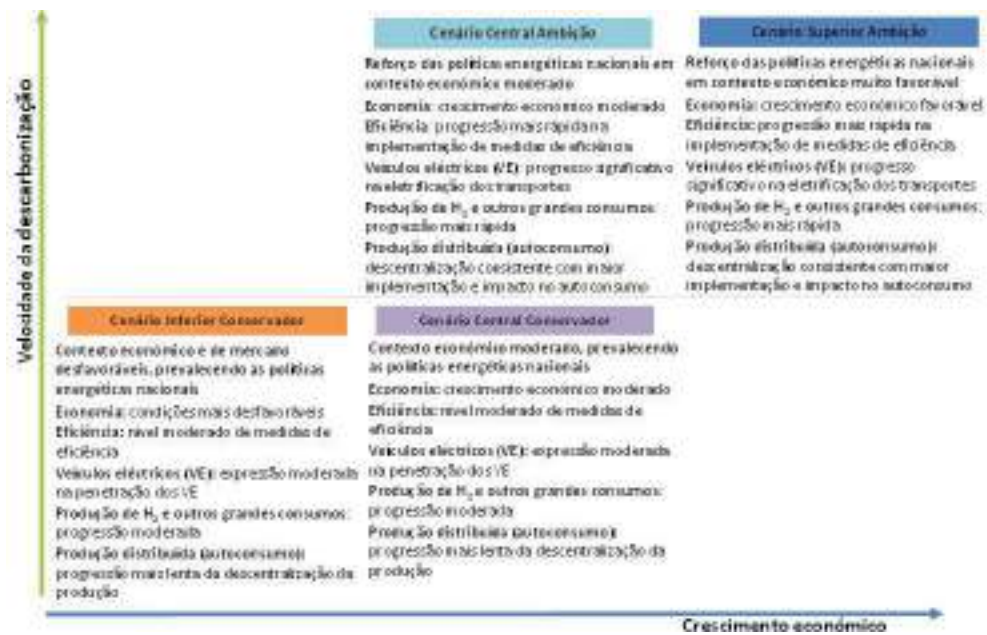 Velocidade da descarbonização
Cenário Central Ambição
Reforço das políticas energéticas nacionais em
contexto económico moderado
Economia: crescimento económico moderado
Eficiência: progressão mais rápida na
implementação de medidas de eficiência
Veículos eléctricos (VE): progresso significativo
na eletrificação dos transportes
Produção de H₂ e outros grandes consumos:
progressão mais rápida
Produção distribuída (autoconsumo):
descentralização consistente com maior
implementação e impacto no autoconsumo
Cenário Superior Ambição
Reforço das políticas energéticas nacionais
em contexto económico muito favorável
Economia: crescimento económico favorável
Eficiência: progressão mais rápida na
implementação de medidas de eficiência
Veículos eléctricos (VE): progresso
significativo na eletrificação dos transportes
Produção de H₂ e outros grandes consumos:
progressão mais rápida
Produção distribuída (autoconsumo):
descentralização consistente com maior
implementação e impacto no autoconsumo
Cenário Inferior Conservador
Contexto económico e de mercado
desfavoráveis, prevalecendo as políticas
energéticas nacionais
Economia: condições mais desfavoráveis
Eficiência: nível moderado de medidas de
eficiência
Veículos eléctricos (VE): expressão moderada
na penetração dos VE
Produção de H₂ e outros grandes consumos:
progressão moderada
Produção distribuída (autoconsumo):
progressão mais lenta da descentralização da
produção
Cenário Central Conservador
Contexto económico moderado, prevalecendo
as políticas energéticas nacionais
Economia: crescimento económico moderado
Eficiência: nível moderado de medidas de
eficiência
Veículos eléctricos (VE): expressão moderada
na penetração dos VE
Produção de H₂ e outros grandes consumos:
progressão moderada
Produção distribuída (autoconsumo):
progressão mais lenta da descentralização da
produção
Crescimento económico